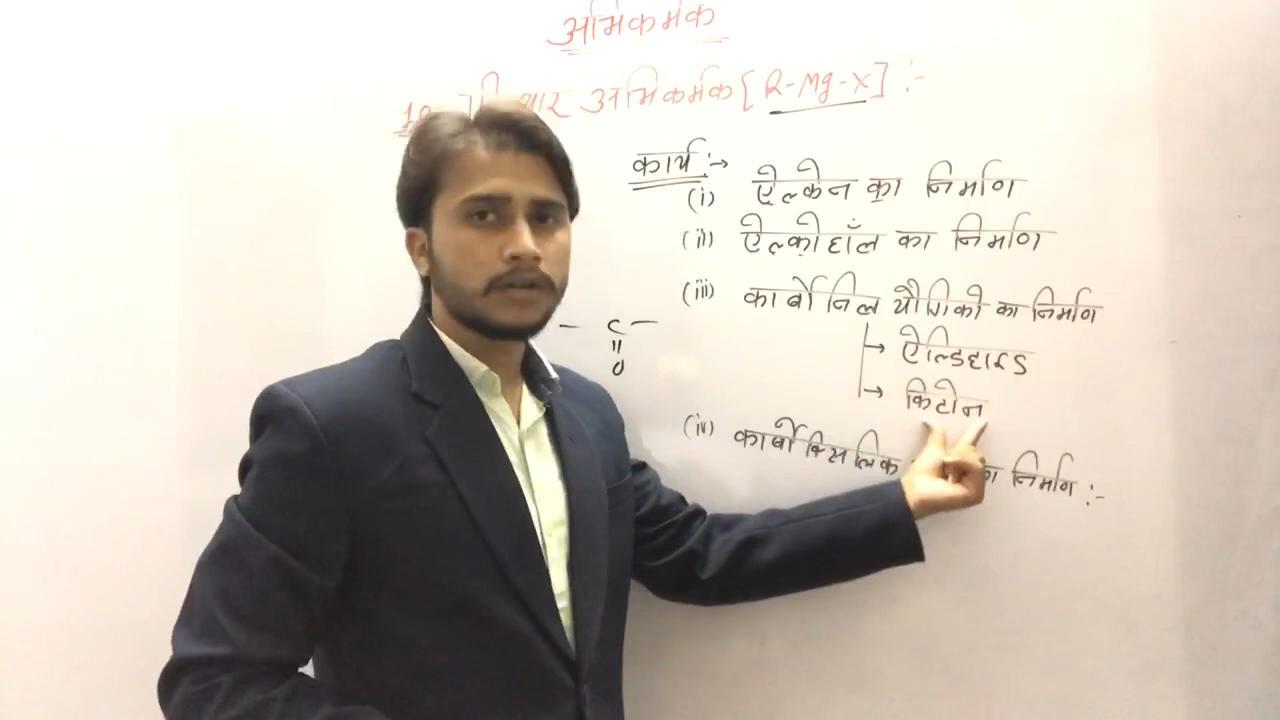 अभिकर्मक
अभिकर्मक [R-Mg-X] :-
कार्य :→
(i) ऐल्केन का निर्माण
(ii) ऐल्कोहाँल का निर्माण
(iii) कार्बोनिल यौगिको का निर्माण
→ ऐल्डिहाइड
→ किटोन
- C -
=
O
(iv) कार्बोक्सिलिक का निर्माण :-